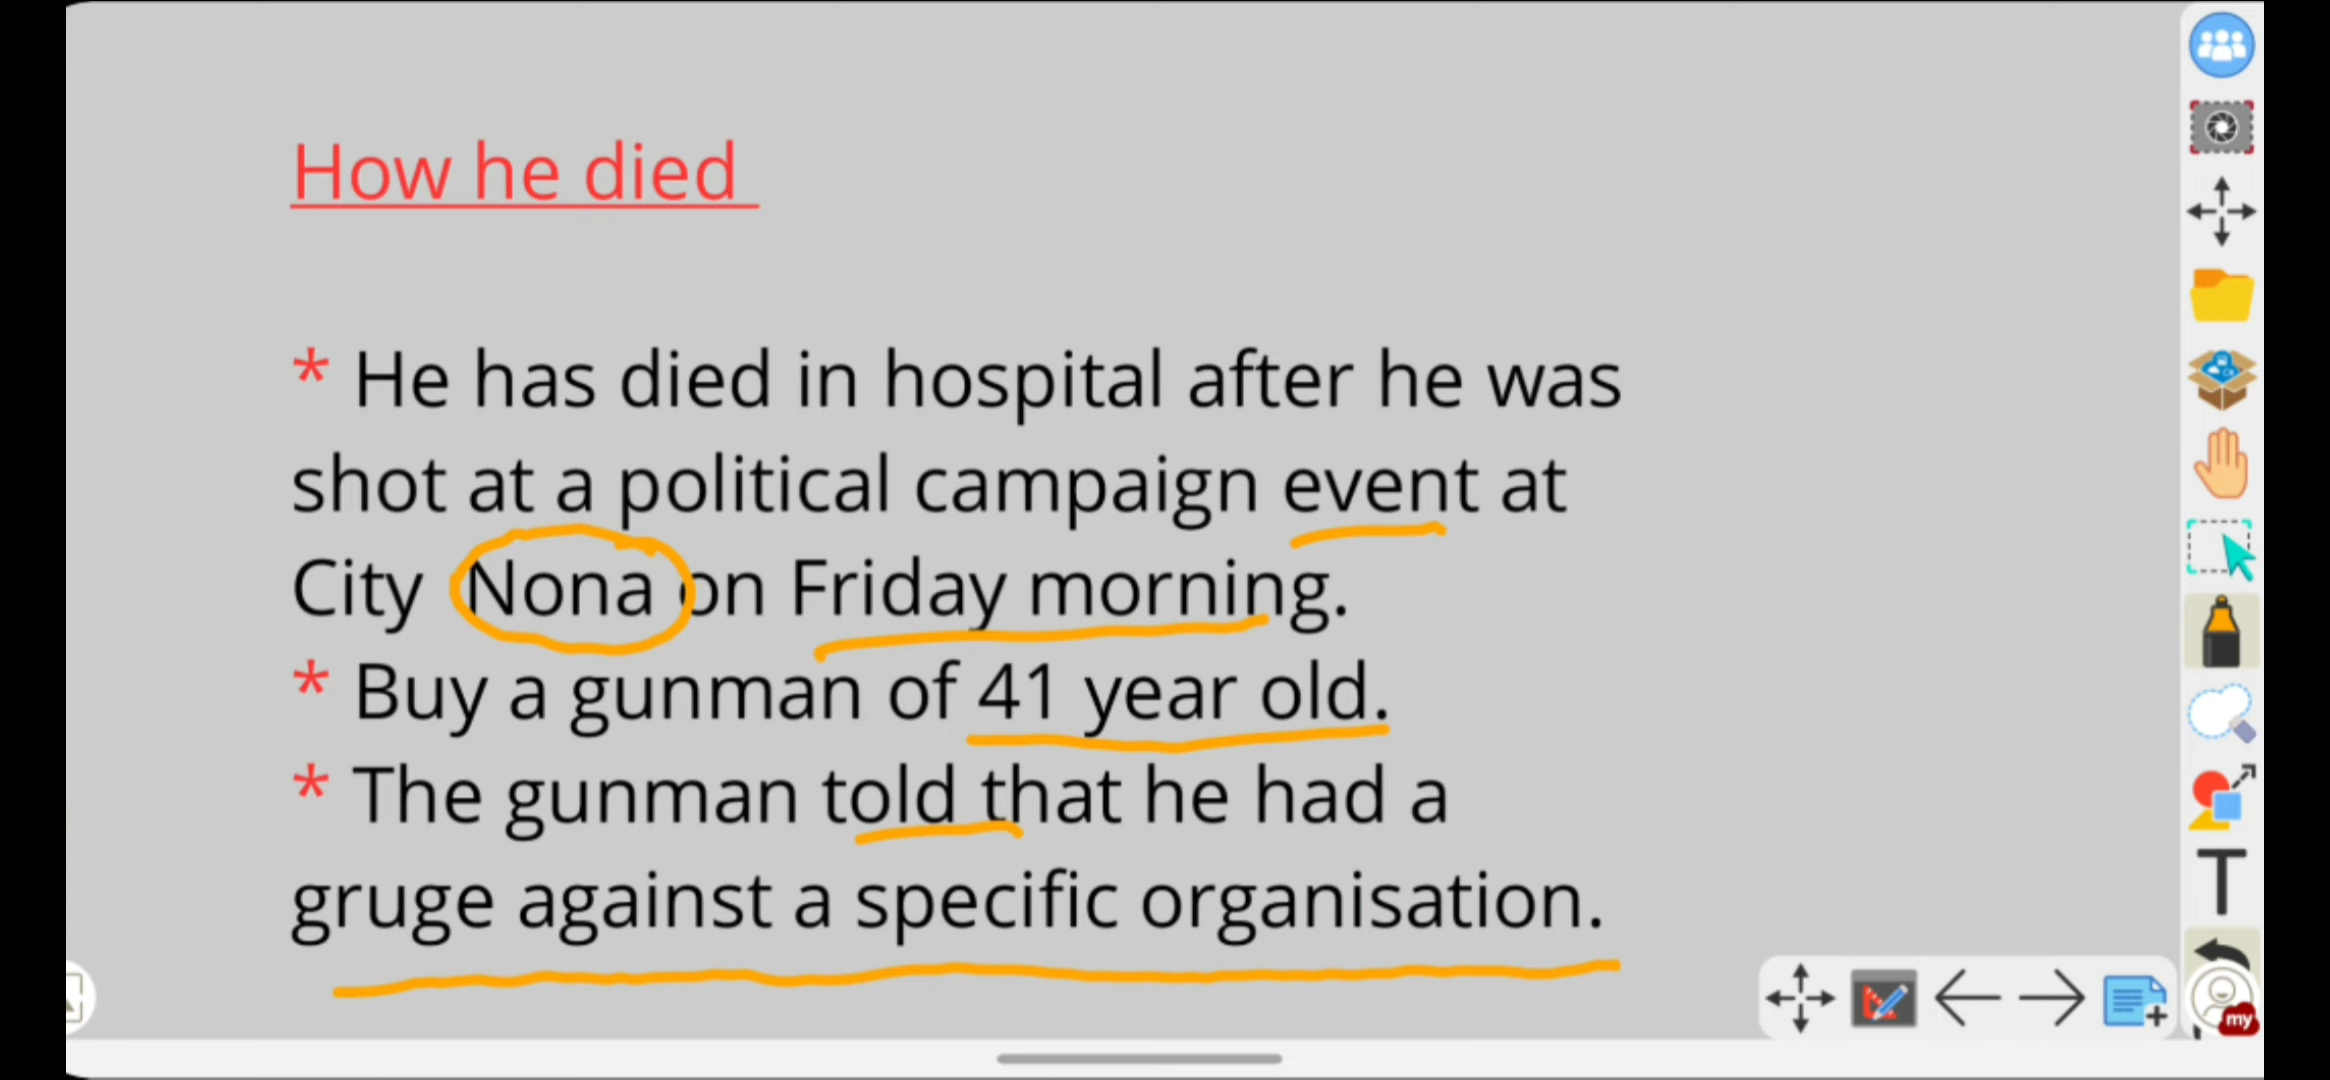 How he died
* He has died in hospital after he was
shot at a political campaign event at
City Nona on Friday morning.
* Buy a gunman of 41 year old.
* The gunman told that he had a
gruge against a specific organisation.
T
my